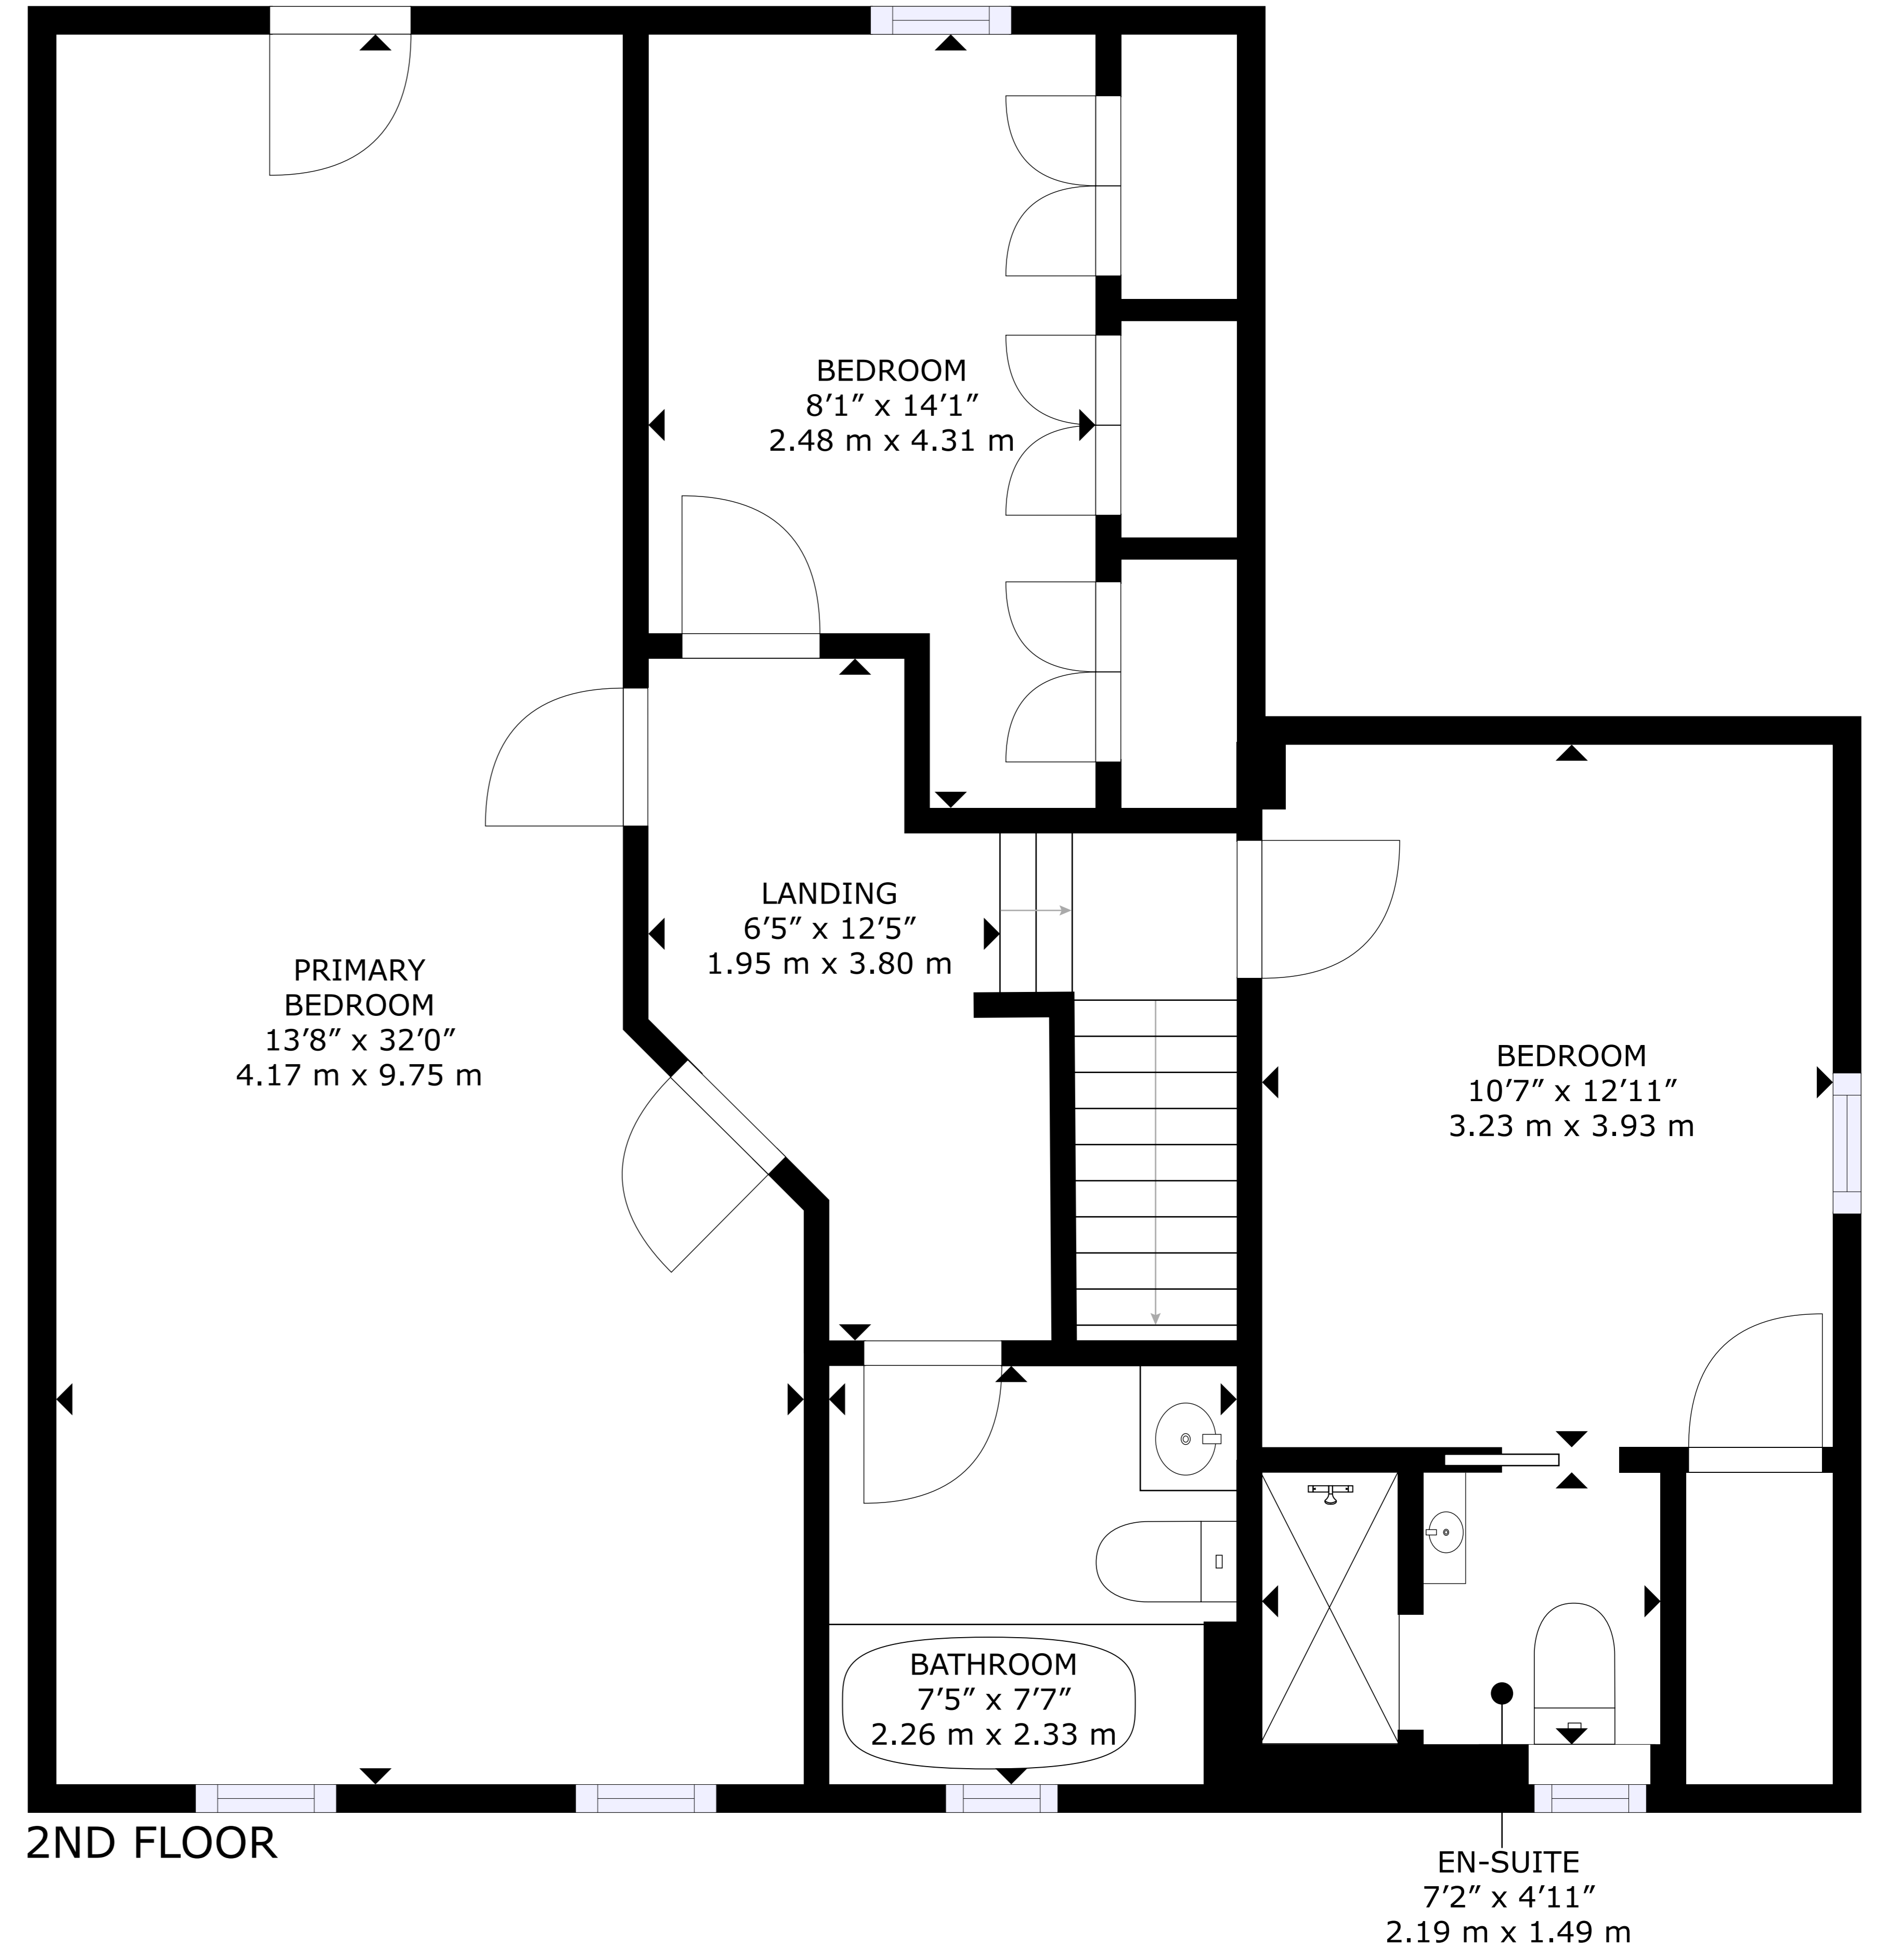 BEDROOM
8′1″ x 14′1″
2.48 m x 4.31 m
LANDING
6′5″ x 12′5″
1.95 m x 3.80 m
PRIMARY
BEDROOM
13′8″ x 32′0″
4.17 m x 9.75 m
BEDROOM
10′7″ x 12′11″
3.23 m x 3.93 m
BATHROOM
7′5″ x 7′7″
2.26 m x 2.33 m
2ND FLOOR
EN-SUITE
7′2″ x 4′11″
2.19 m x 1.49 m